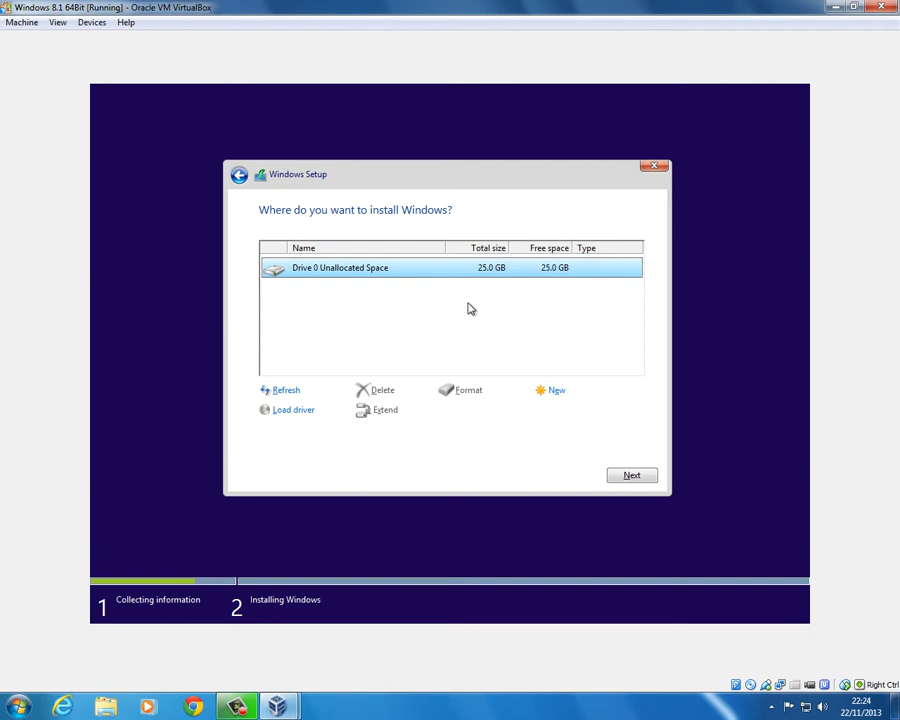 Windows 8.1 64Bit [Running] - Oracle VM VirtualBox
Machine View Devices Help
Windows Setup
Where do you want to install Windows?
Name Total size Free space Type
Drive 0 Unallocated Space 25.0 GB 25.0 GB
Refresh Delete Format New
Load driver Extend
Next
1 Collecting information 2 Installing Windows
Right Ctrl
22:24
22/11/2013